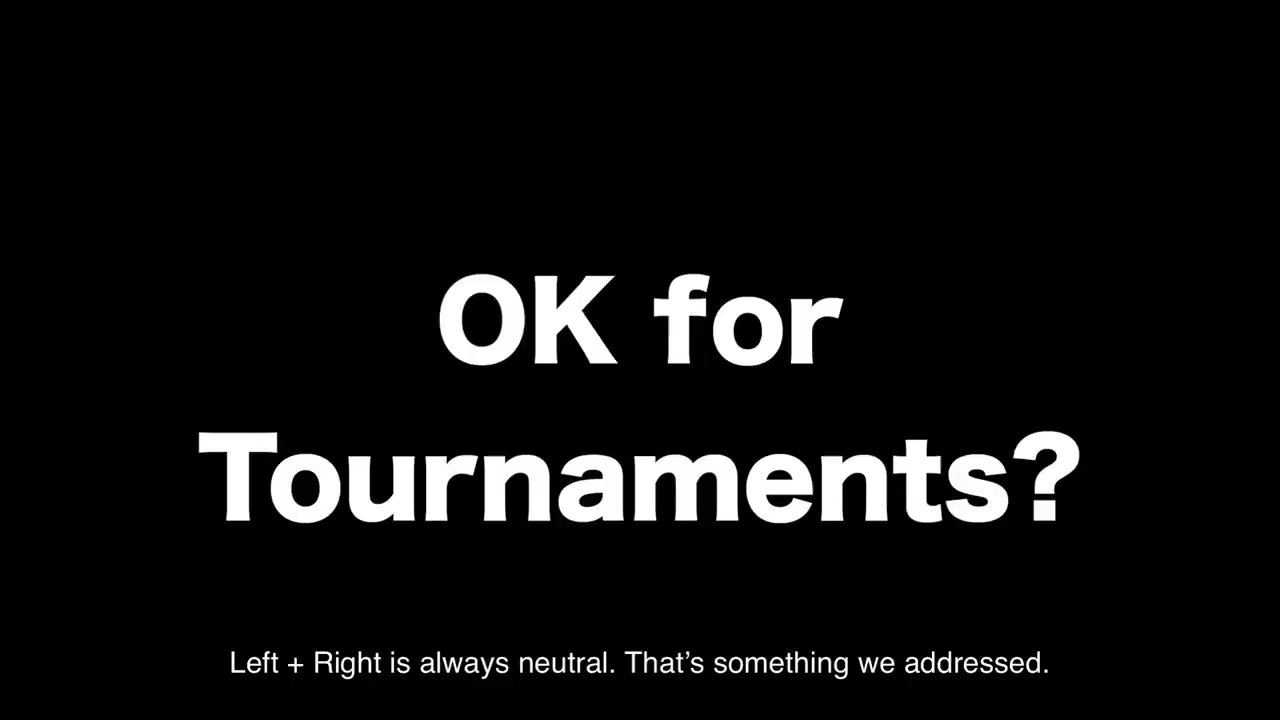 OK for
Tournaments?
Left + Right is always neutral. That’s something we addressed.